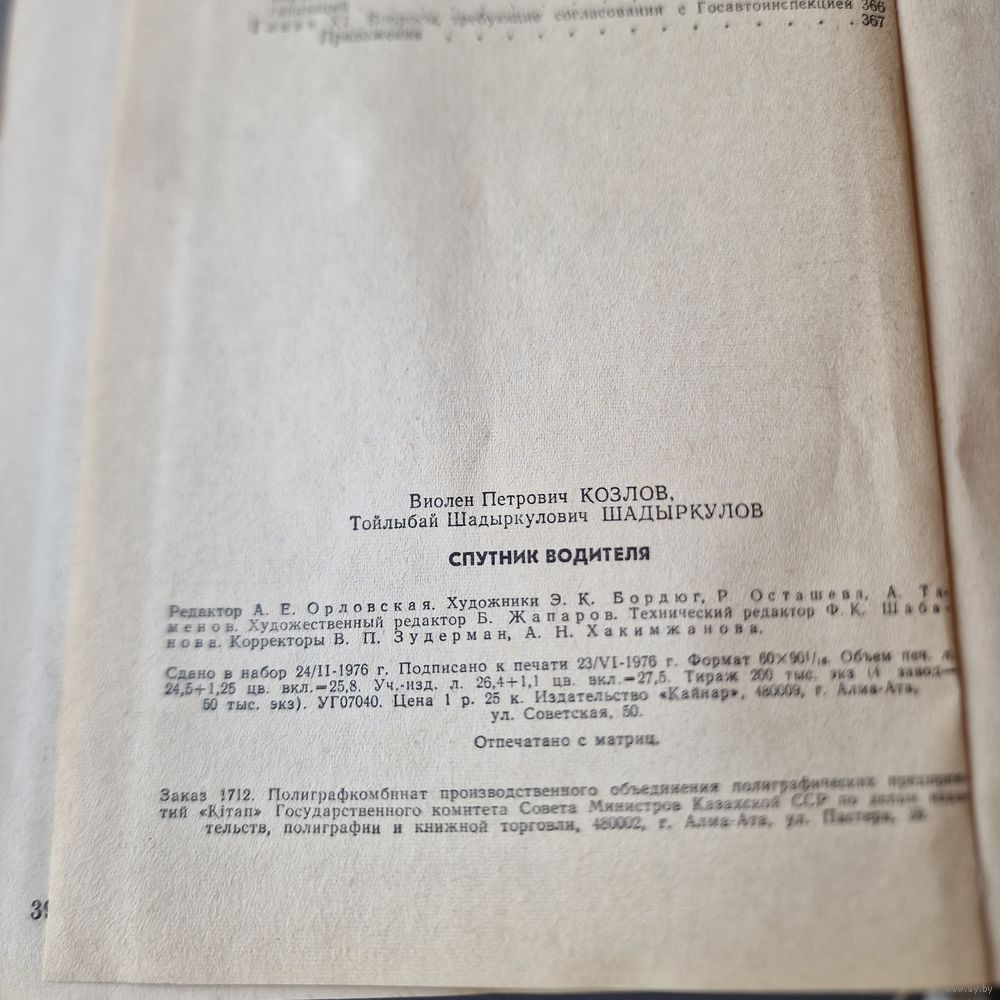 Глава XI. Вопросы, требующие согласования с Госавтоинспекцией 366
Приложения . . . . . . . . . . . . . . . 367
Виолен Петрович КОЗЛОВ,
Тойлыбай Шадыркулович ШАДЫРКУЛОВ
СПУТНИК ВОДИТЕЛЯ
Редактор А. Е. Орловская. Художники Э. К. Бордюг, Р. Осташева, А. Та-
менов. Художественный редактор Б. Жапаров. Технический редактор Ф. К. Шаба-
нова. Корректоры В. П. Зудерман, А. Н. Хакимжанова.
Сдано в набор 24/II-1976 г. Подписано к печати 23/VI-1976 г. Формат 60×90¹/₁₆. Объем печ. л.
24,5+1,25 цв. вкл.=25,8. Уч.-изд. л. 26,4+1,1 цв. вкл.=27,5. Тираж 200 тыс. экз (4 завод—
50 тыс. экз). УГ07040. Цена 1 р. 25 к. Издательство «Кайнар», 480009, г. Алма-Ата,
ул. Советская, 50.
Отпечатано с матриц.
Заказ 1712. Полиграфкомбинат производственного объединения полиграфических предприя-
тий «Кітап» Государственного комитета Совета Министров Казахской ССР по делам изда-
тельств, полиграфии и книжной торговли, 480002, г. Алма-Ата, ул. Пастера,
39
www.ay.by